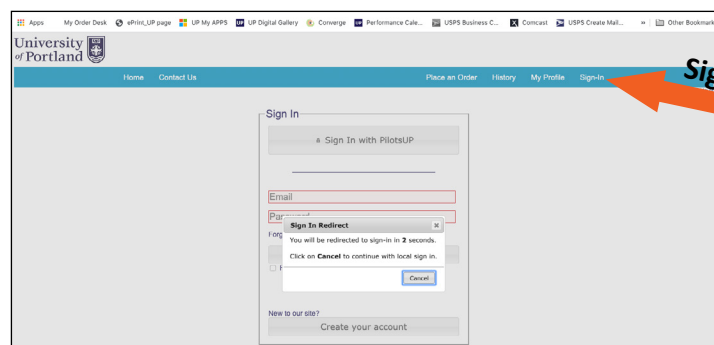 Apps My Order Desk ePrint_UP page UP My APPS UP Digital Gallery Converge Performance Cale... USPS Business C... Comcast USPS Create Mail... » Other Bookmark
University
of Portland
Home Contact Us Place an Order History My Profile Sign-In
Sig
Sign In
Sign In with PilotsUP
Email
Password
Sign In Redirect
Forg
You will be redirected to sign-in in 2 seconds.
Click on Cancel to continue with local sign in.
Cancel
New to our site?
Create your account